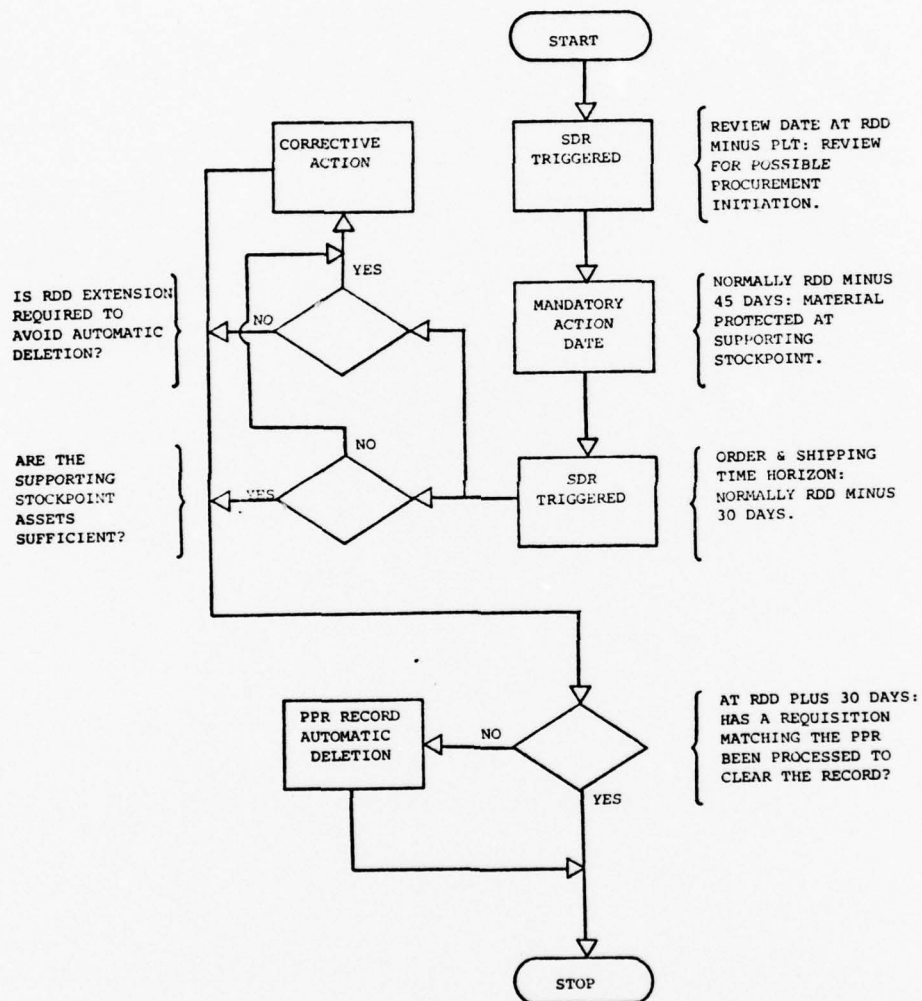 START
CORRECTIVE
ACTION
SDR
TRIGGERED
REVIEW DATE AT RDD
MINUS PLT: REVIEW
FOR POSSIBLE
PROCUREMENT
INITIATION.
YES
IS RDD EXTENSION
REQUIRED TO
AVOID AUTOMATIC
DELETION?
NO
MANDATORY
ACTION
DATE
NORMALLY RDD MINUS
45 DAYS: MATERIAL
PROTECTED AT
SUPPORTING
STOCKPOINT.
NO
ARE THE
SUPPORTING
STOCKPOINT
ASSETS
SUFFICIENT?
YES
SDR
TRIGGERED
ORDER & SHIPPING
TIME HORIZON:
NORMALLY RDD MINUS
30 DAYS.
PPR RECORD
AUTOMATIC
DELETION
NO
YES
AT RDD PLUS 30 DAYS:
HAS A REQUISITION
MATCHING THE PPR
BEEN PROCESSED TO
CLEAR THE RECORD?
STOP